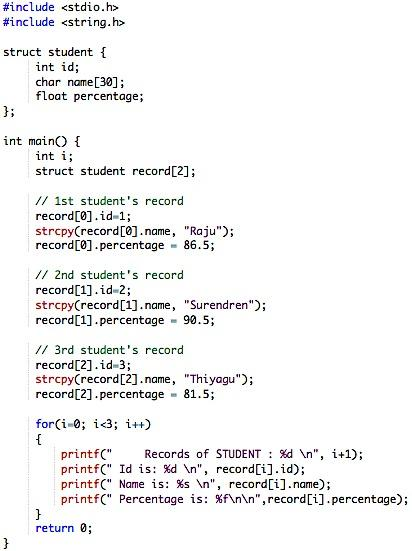 #include <stdio.h>
#include <string.h>
struct student {
int id;
char name[30];
float percentage;
};
int main() {
int i;
struct student record[2];
// 1st student's record
record[0].id=1;
strcpy(record[0].name, "Raju");
record[0].percentage = 86.5;
// 2nd student's record
record[1].id=2;
strcpy(record[1].name, "Surendren");
record[1].percentage = 90.5;
// 3rd student's record
record[2].id=3;
strcpy(record[2].name, "Thiyagu");
record[2].percentage = 81.5;
for(i=0; i<3; i++)
{
printf("     Records of STUDENT : %d \n", i+1);
printf(" Id is: %d \n", record[i].id);
printf(" Name is: %s \n", record[i].name);
printf(" Percentage is: %f\n\n",record[i].percentage);
}
return 0;
}